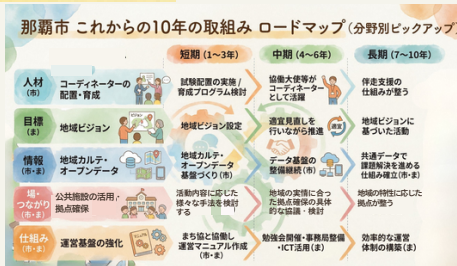 那覇市 これからの10年の取組み ロードマップ(分野別ピックアップ)
短期(1~3年)
中期(4~6年)
長期(7~10年)
人材
(市)
コーディネーターの
配置・育成
試験配置の実施/
育成プログラム検討
協働大使等が
コーディネーター
として活躍
伴走支援の
仕組みが整う
目標
(ま)
地域ビジョン
地域ビジョン設定
適宜見直しを
行いながら推進
地域ビジョンに
基づいた活動
情報
(市・ま)
地域カルテ・
オープンデータ
地域カルテ・
オープンデータ
基盤づくり(市)
データ基盤の
整備継続(市)
共通データで
課題解決を進める
仕組み確立(市・ま)
場・
つながり
(市・ま)
公共施設の活用・
拠点確保
活動内容に応じた
様々な手法を検討
する
地域の実情に合っ
た拠点確保の具体
的な協議・検討
地域の特性に応じた
拠点が整う
仕組み
(市・ま)
運営基盤の強化
まち協と協働し
運営マニュアル作成
(市・ま)
勉強会開催・事務局整備
・ICT活用(ま)
効率的な運営
体制の構築(ま)